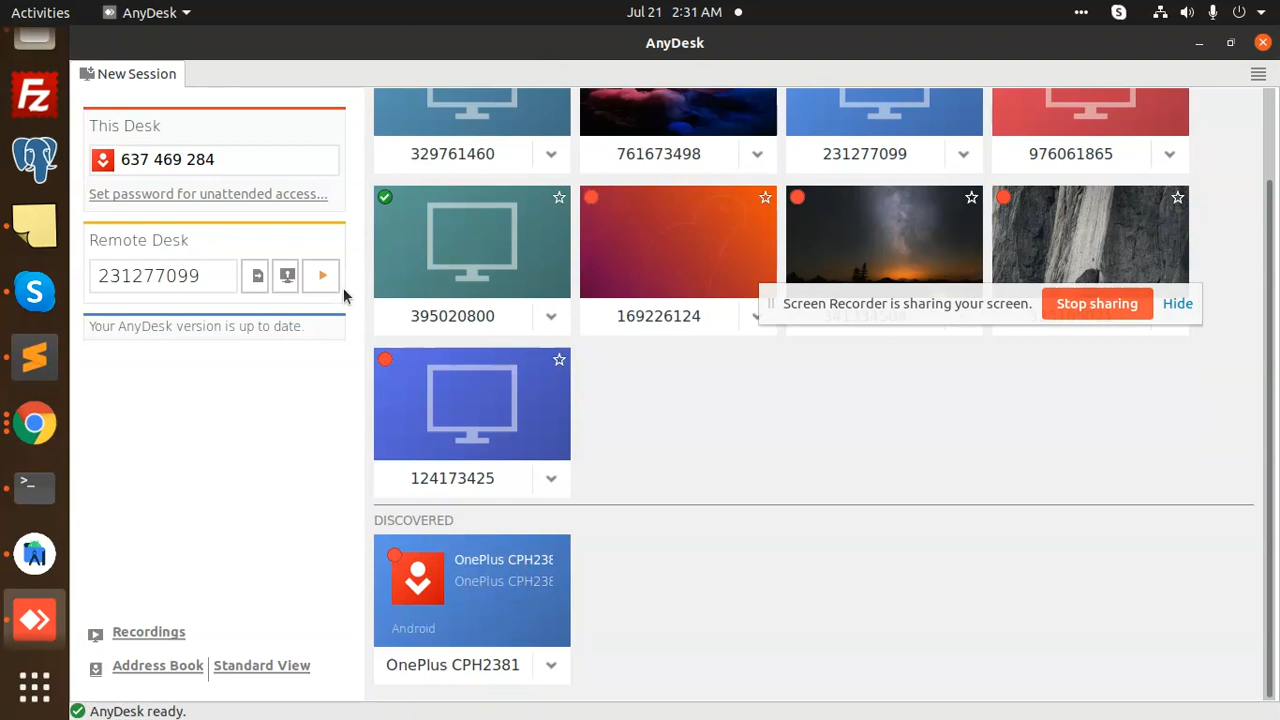 Activities
AnyDesk
Jul 21 2:31 AM
AnyDesk
New Session
This Desk
637 469 284
Set password for unattended access...
Remote Desk
231277099
Your AnyDesk version is up to date.
329761460
761673498
231277099
976061865
395020800
169226124
Screen Recorder is sharing your screen.
Stop sharing
Hide
124173425
DISCOVERED
OnePlus CPH238
OnePlus CPH238
Android
OnePlus CPH2381
Recordings
Address Book
Standard View
AnyDesk ready.